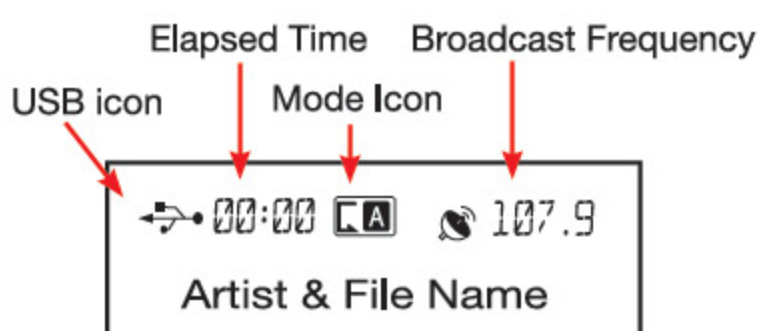 Elapsed Time Broadcast Frequency
USB icon Mode Icon
00:00 A 107.9
Artist & File Name